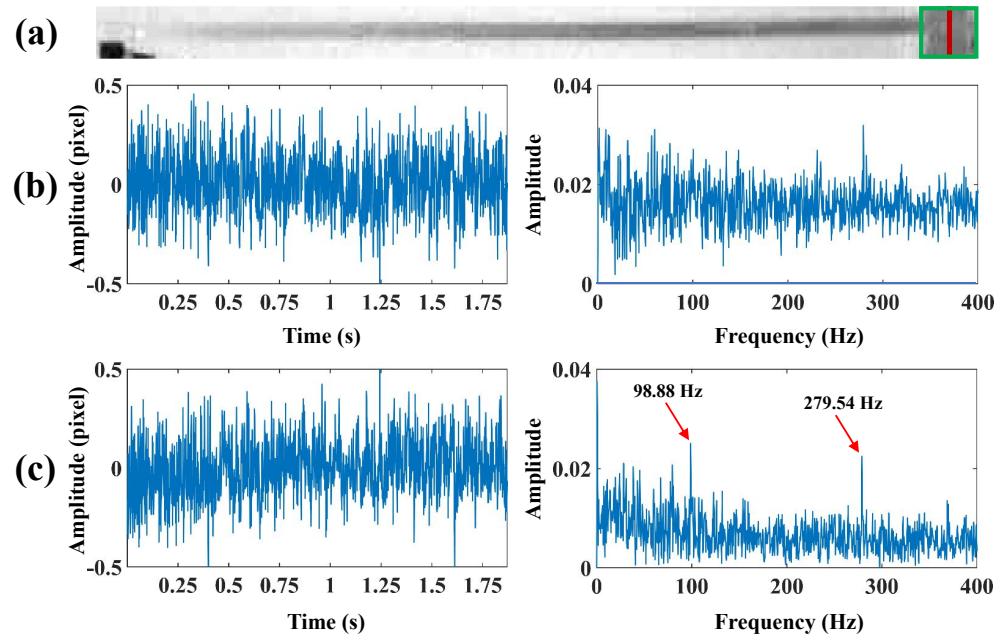 (a)
(b)
Amplitude (pixel)
0.5
0
-0.5
0.25 0.5 0.75 1 1.25 1.5 1.75
Time (s)
Amplitude
0.04
0.02
0
0 100 200 300 400
Frequency (Hz)
(c)
Amplitude (pixel)
0.5
0
-0.5
0.25 0.5 0.75 1 1.25 1.5 1.75
Time (s)
Amplitude
0.04
0.02
0
98.88 Hz
279.54 Hz
0 100 200 300 400
Frequency (Hz)